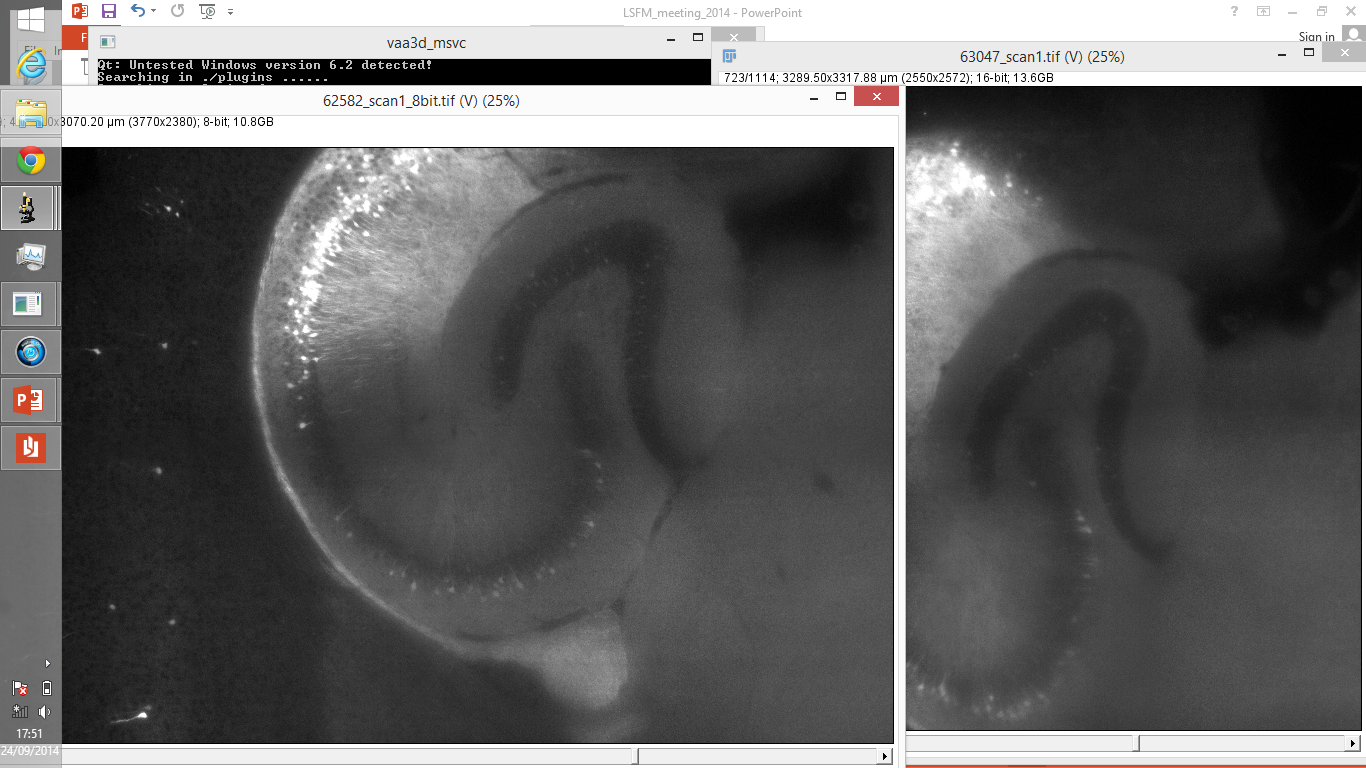 LSFM_meeting_2014 - PowerPoint
Sign in
vaa3d_msvc
Qt: Untested Windows version 6.2 detected!
Searching in ./plugins ......
63047_scan1.tif (V) (25%)
723/1114; 3289.50x3317.88 µm (2550x2572); 16-bit; 13.6GB
62582_scan1_8bit.tif (V) (25%)
3070.20 µm (3770x2380); 8-bit; 10.8GB
17:51
24/09/2014